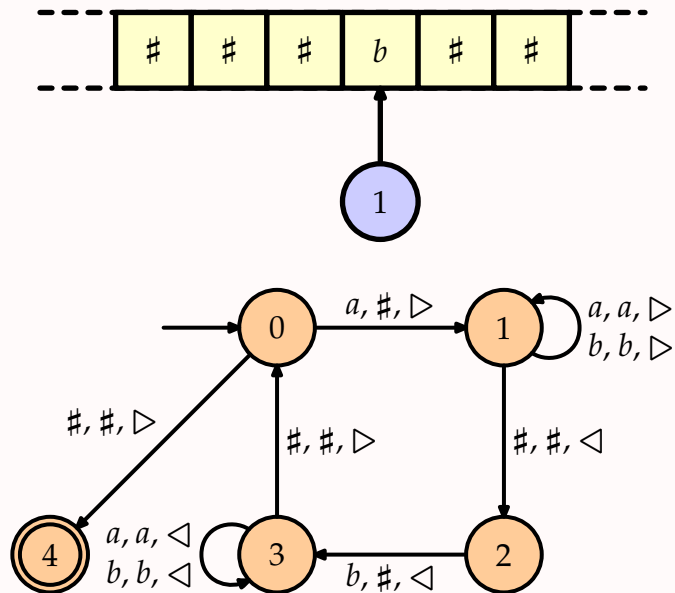 ♯ ♯ ♯ b ♯ ♯
1
0 a, ♯, ▷ 1 a, a, ▷
b, b, ▷
♯, ♯, ▷ ♯, ♯, ▷ ♯, ♯, ◁
4 a, a, ◁ 3 2
b, b, ◁ b, ♯, ◁